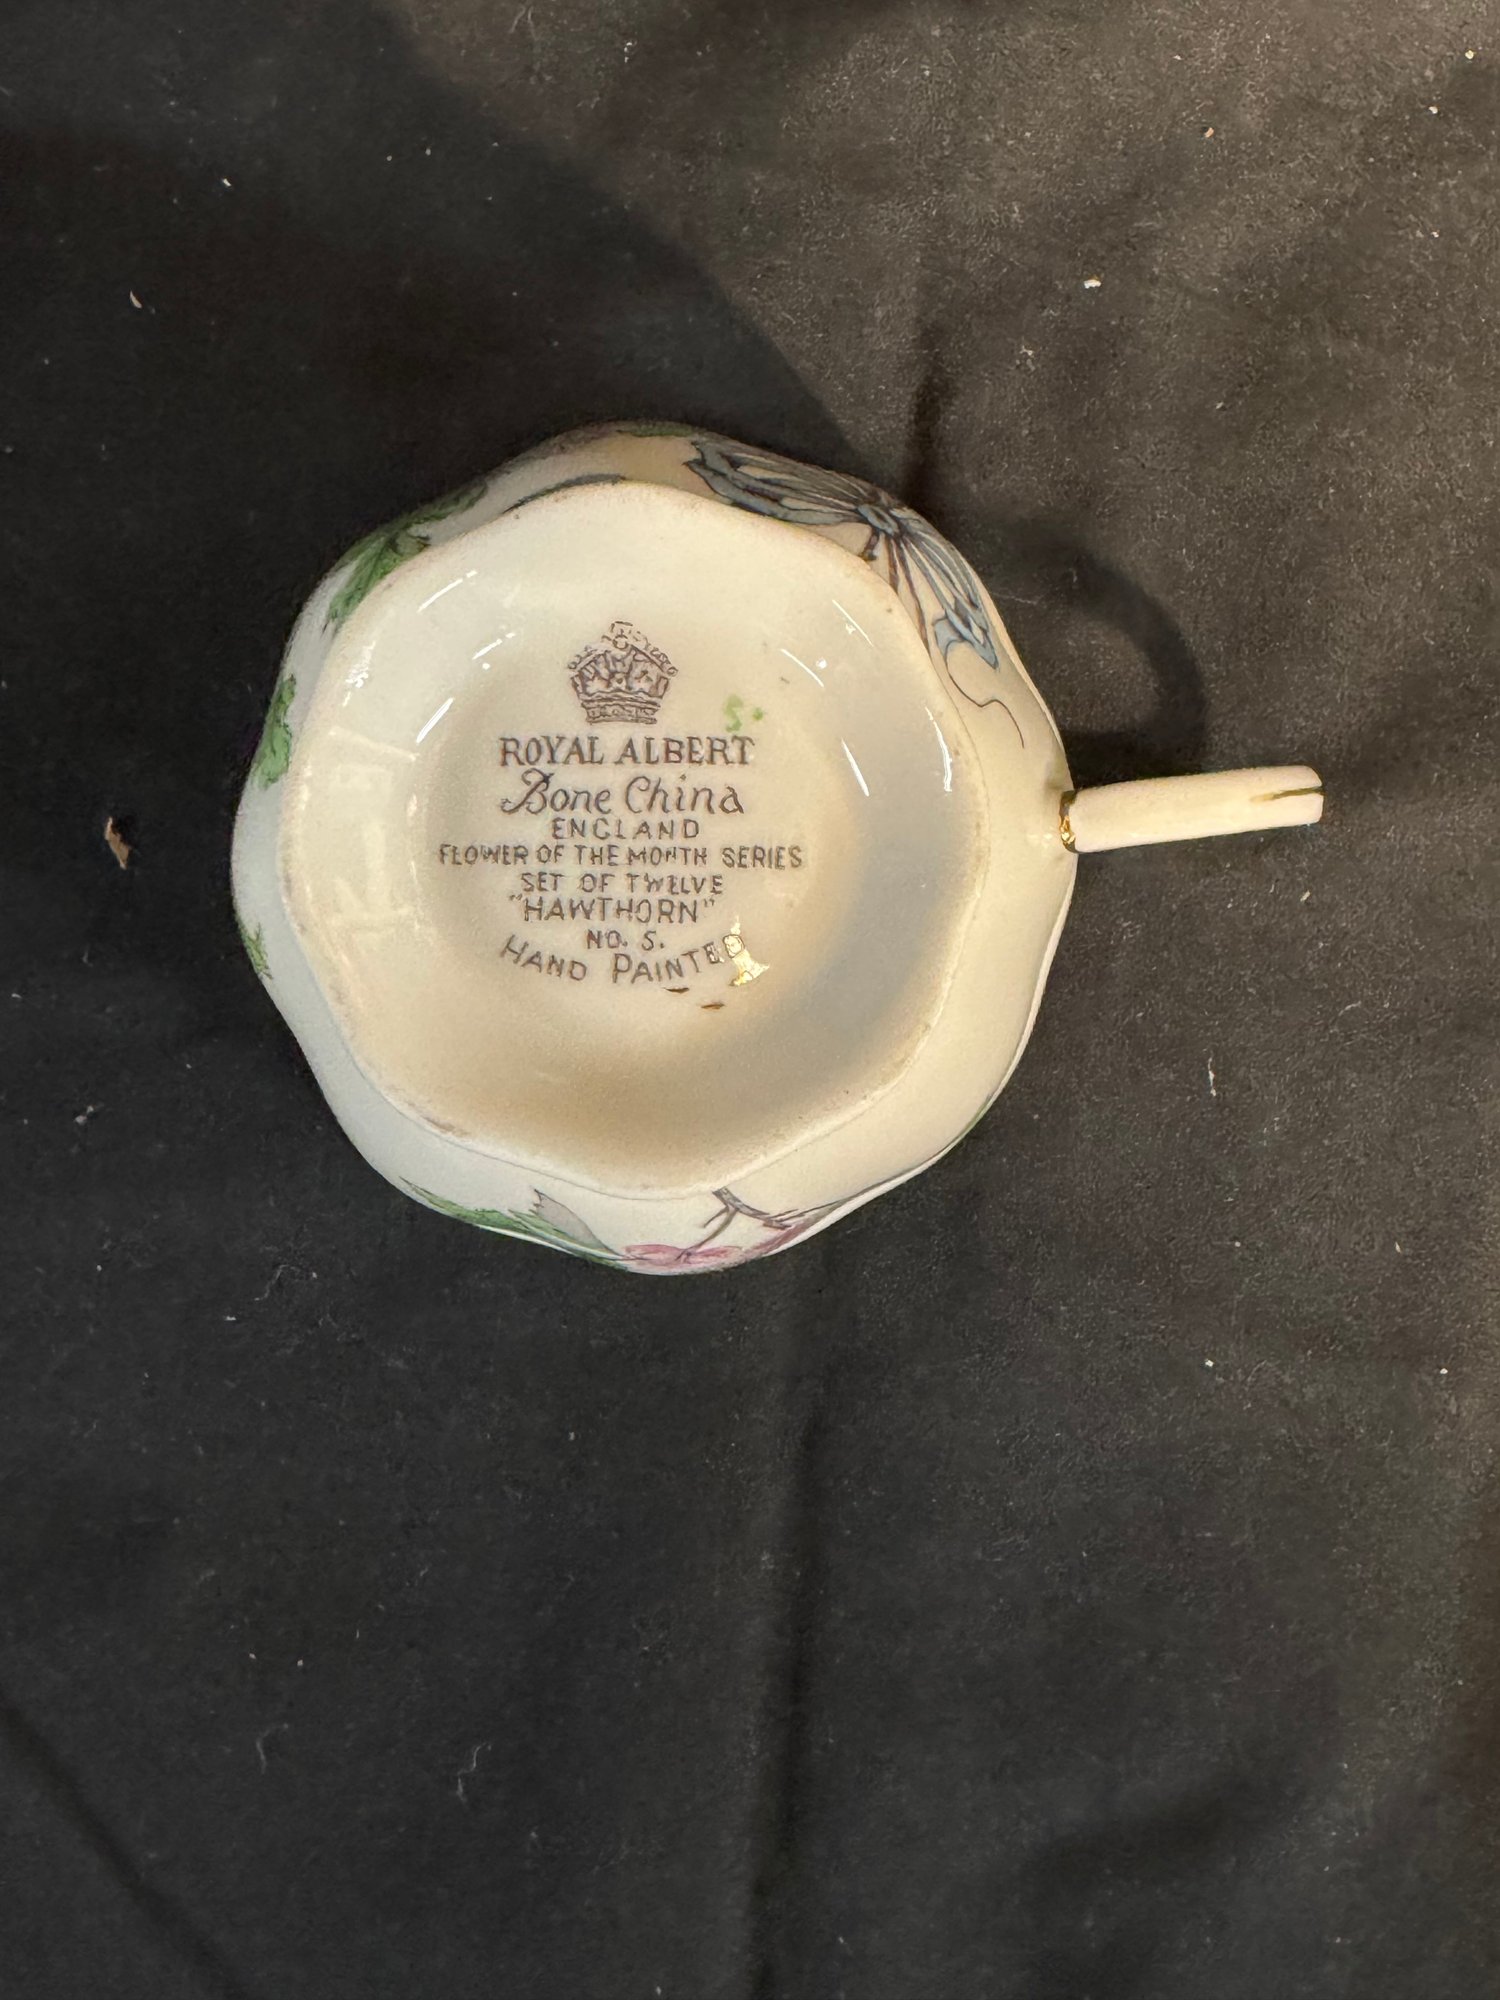 S.
ROYAL ALBERT
Bone China
ENGLAND
FLOWER OF THE MONTH SERIES
SET OF TWELVE
"HAWTHORN"
NO. 5.
HAND PAINTED